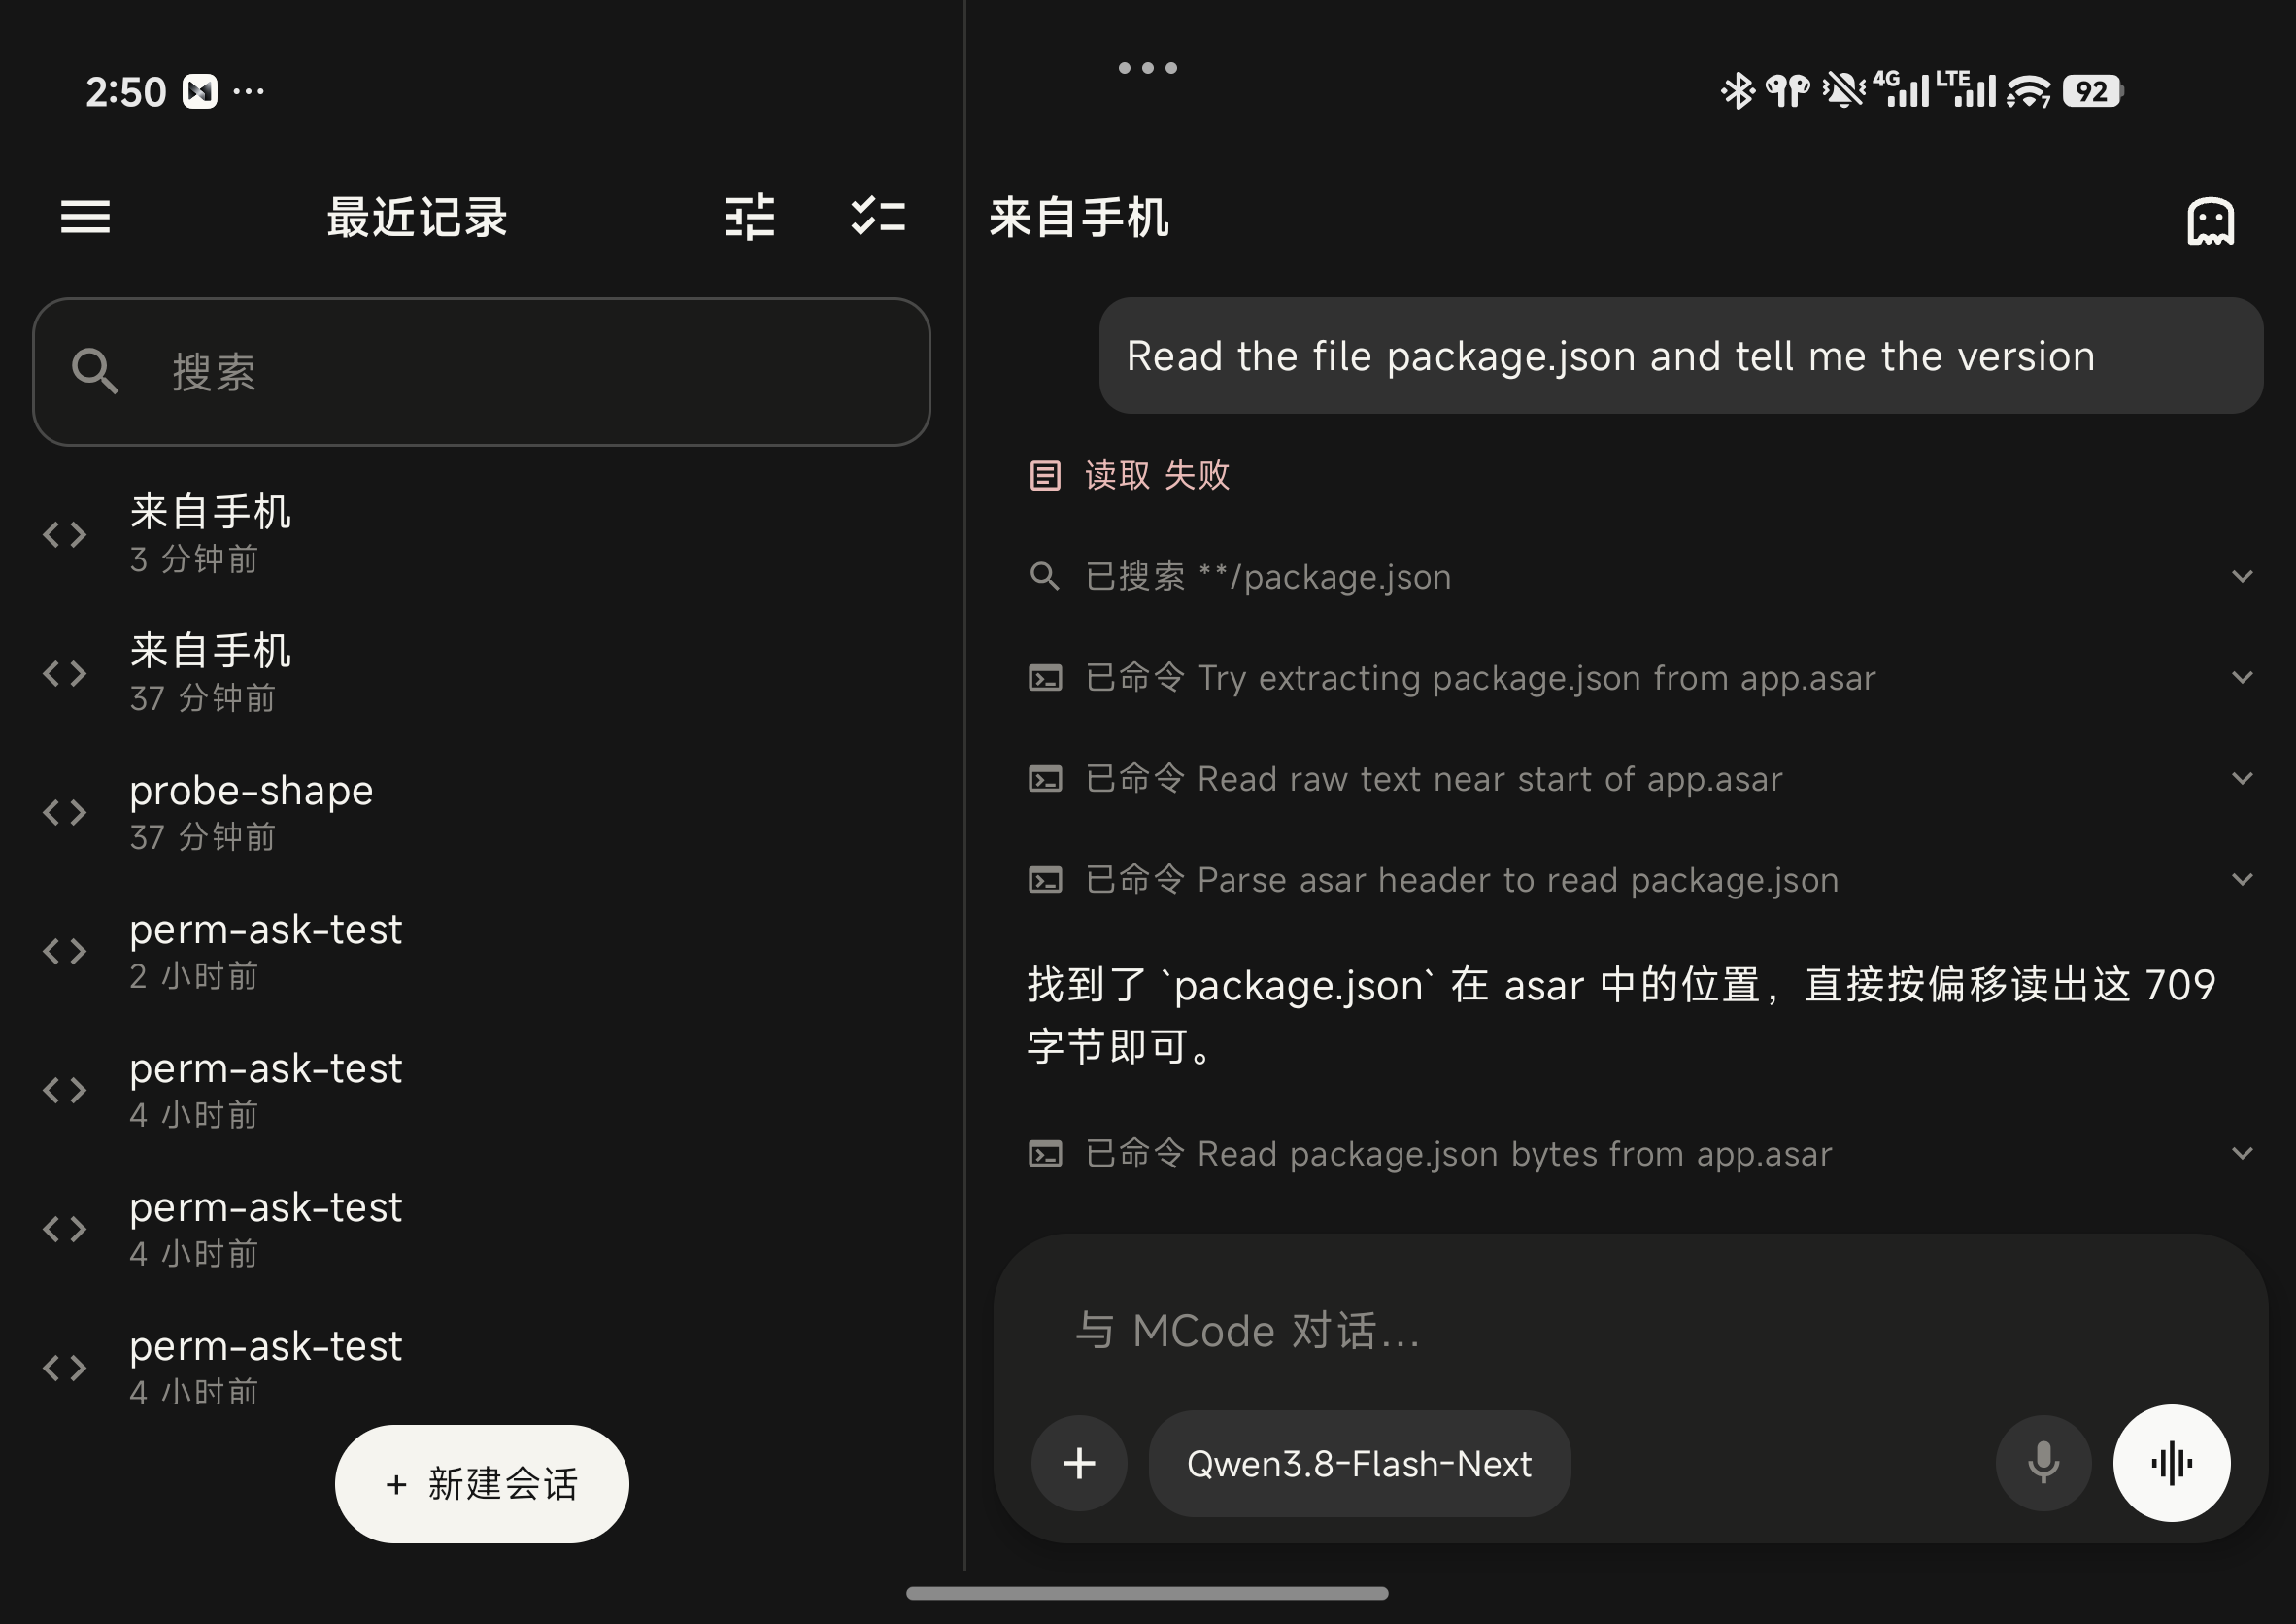 2:50
4G
LTE
7
92
最近记录
搜索
来自手机
3 分钟前
来自手机
37 分钟前
probe-shape
37 分钟前
perm-ask-test
2 小时前
perm-ask-test
4 小时前
perm-ask-test
4 小时前
perm-ask-test
4 小时前
+ 新建会话
来自手机
Read the file package.json and tell me the version
读取 失败
已搜索 **/package.json
已命令 Try extracting package.json from app.asar
已命令 Read raw text near start of app.asar
已命令 Parse asar header to read package.json
找到了 `package.json` 在 asar 中的位置，直接按偏移读出这 709
字节即可。
已命令 Read package.json bytes from app.asar
与 MCode 对话...
Qwen3.8-Flash-Next